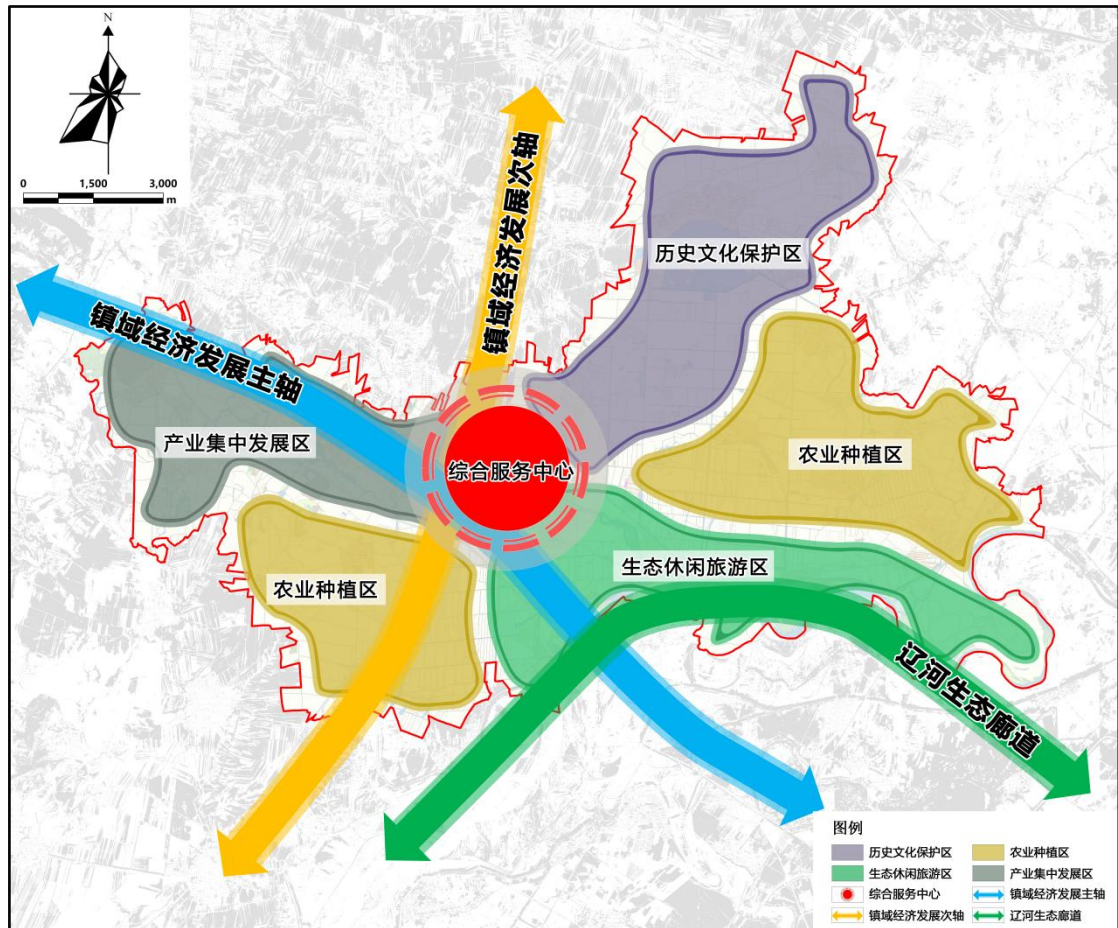 N
0 1,500 3,000
m
镇域经济发展次轴
历史文化保护区
镇域经济发展主轴
产业集中发展区
综合服务中心
农业种植区
生态休闲旅游区
农业种植区
辽河生态廊道
图例
历史文化保护区 农业种植区
生态休闲旅游区 产业集中发展区
综合服务中心 镇域经济发展主轴
镇域经济发展次轴 辽河生态廊道